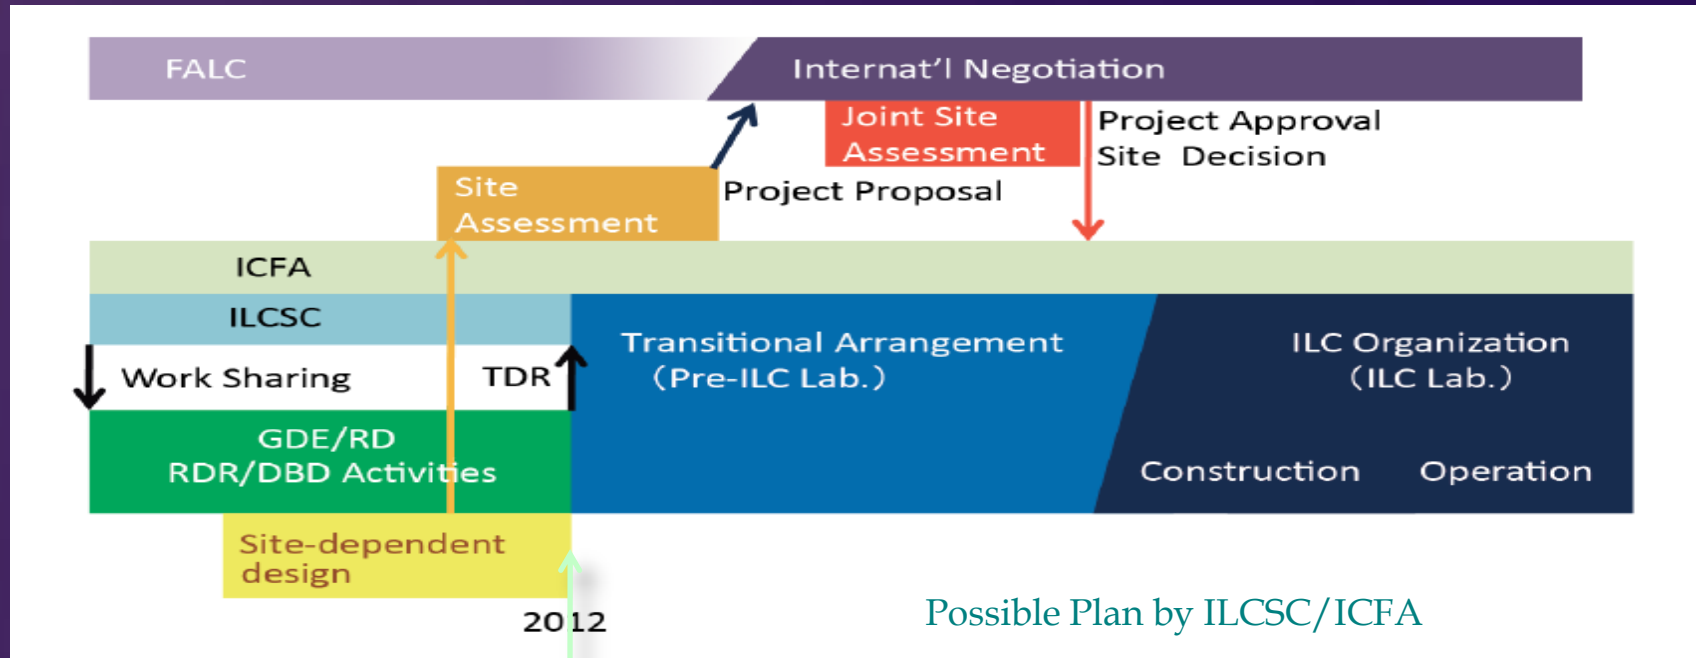 FALC
Internat'l Negotiation
Joint Site
Assessment
Project Approval
Site Decision
Site
Assessment
Project Proposal
ICFA
ILCSC
Work Sharing
TDR
Transitional Arrangement
(Pre-ILC Lab.)
ILC Organization
(ILC Lab.)
GDE/RD
RDR/DBD Activities
Construction
Operation
Site-dependent
design
2012
Possible Plan by ILCSC/ICFA